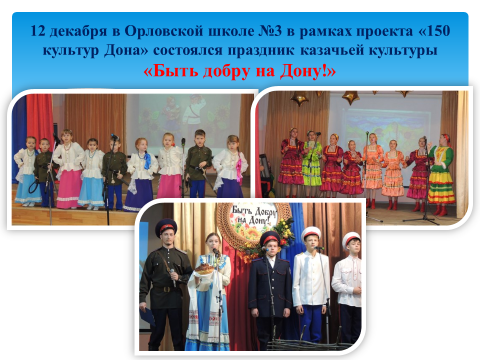 12 декабря в Орловской школе №3 в рамках проекта «150
культур Дона» состоялся праздник казачьей культуры
«Быть добру на Дону!»
Быть Добру
на Дону!